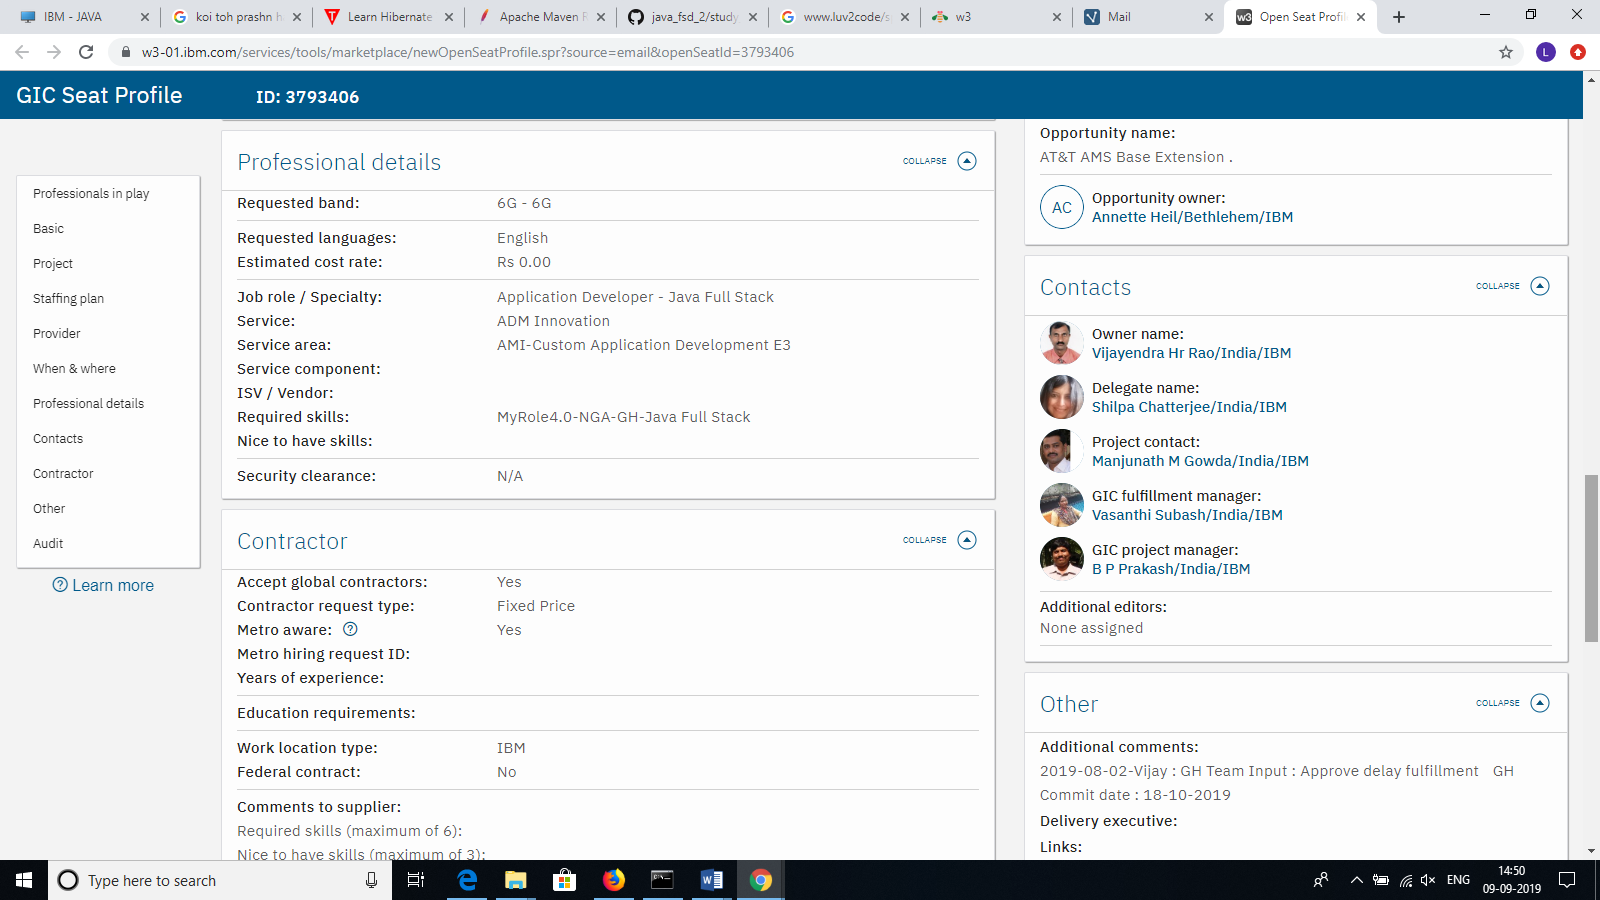 IBM - JAVA
koi toh prashn h
Learn Hibernate
Apache Maven F
java_fsd_2/study
www.luv2code/s
w3
Mail
w3 Open Seat Profil
w3-01.ibm.com/services/tools/marketplace/newOpenSeatProfile.spr?source=email&openSeatId=3793406
L
GIC Seat Profile
ID: 3793406
Professionals in play
Basic
Project
Staffing plan
Provider
When & where
Professional details
Contacts
Contractor
Other
Audit
Learn more
Professional details
COLLAPSE
Requested band: 6G - 6G
Requested languages: English
Estimated cost rate: Rs 0.00
Job role / Specialty: Application Developer - Java Full Stack
Service: ADM Innovation
Service area: AMI-Custom Application Development E3
Service component:
ISV / Vendor:
Required skills: MyRole4.0-NGA-GH-Java Full Stack
Nice to have skills:
Security clearance: N/A
Contractor
COLLAPSE
Accept global contractors: Yes
Contractor request type: Fixed Price
Metro aware: Yes
Metro hiring request ID:
Years of experience:
Education requirements:
Work location type: IBM
Federal contract: No
Comments to supplier:
Required skills (maximum of 6):
Nice to have skills (maximum of 3):
Opportunity name:
AT&T AMS Base Extension .
AC
Opportunity owner:
Annette Heil/Bethlehem/IBM
Contacts
COLLAPSE
Owner name:
Vijayendra Hr Rao/India/IBM
Delegate name:
Shilpa Chatterjee/India/IBM
Project contact:
Manjunath M Gowda/India/IBM
GIC fulfillment manager:
Vasanthi Subash/India/IBM
GIC project manager:
B P Prakash/India/IBM
Additional editors:
None assigned
Other
COLLAPSE
Additional comments:
2019-08-02-Vijay : GH Team Input : Approve delay fulfillment GH
Commit date : 18-10-2019
Delivery executive:
Links:
Type here to search
ENG
14:50
09-09-2019